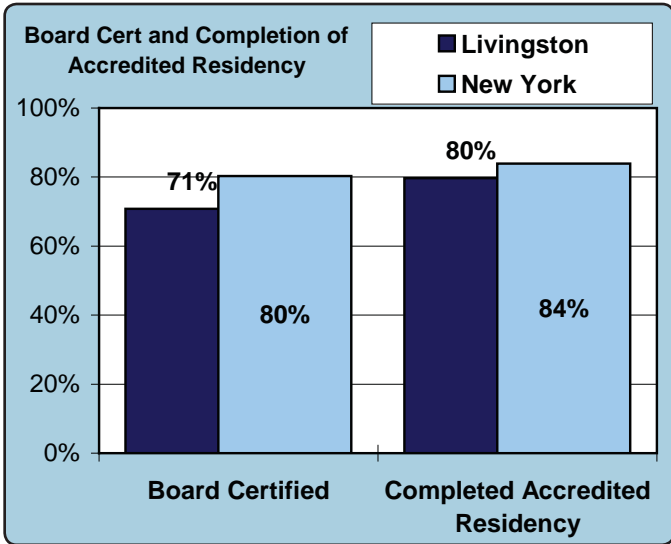 Board Cert and Completion of
Accredited Residency
Livingston
New York
100%
80%
60%
40%
20%
0%
71%
80%
80%
84%
Board Certified
Completed Accredited
Residency